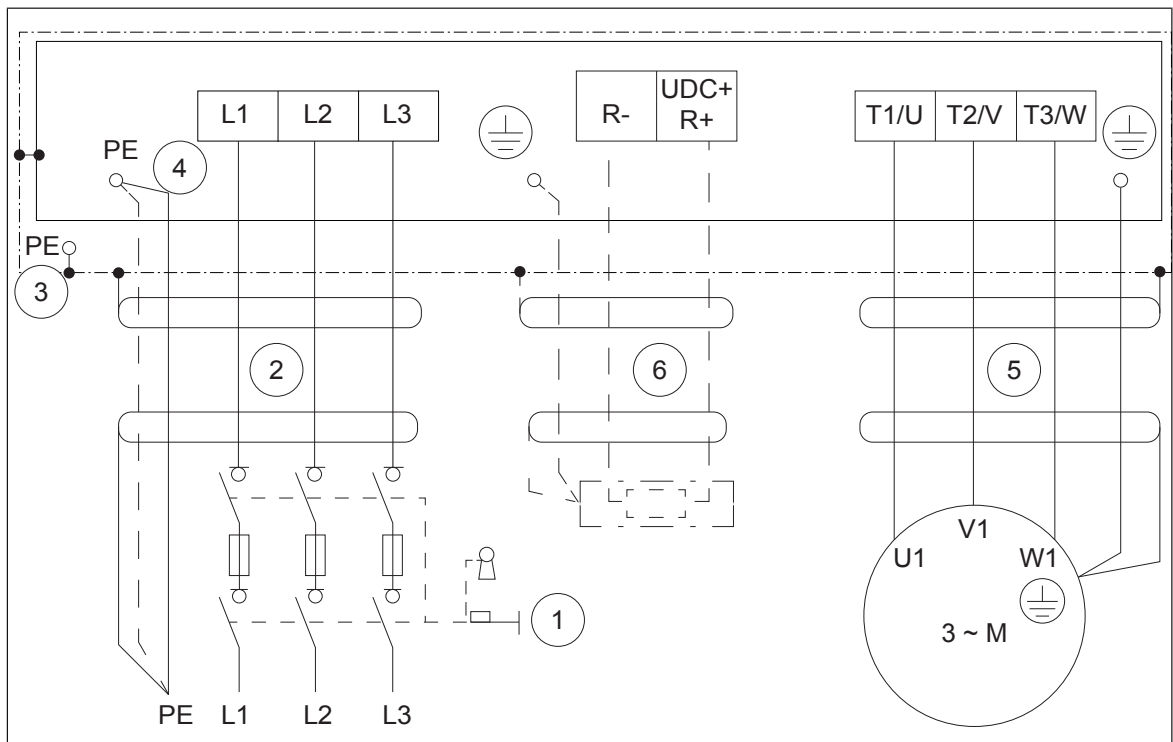 L1 L2 L3
R-
UDC+
R+
T1/U T2/V T3/W
PE
4
PE
3
2
6
5
1
U1
V1
W1
3 ~ M
PE L1 L2 L3